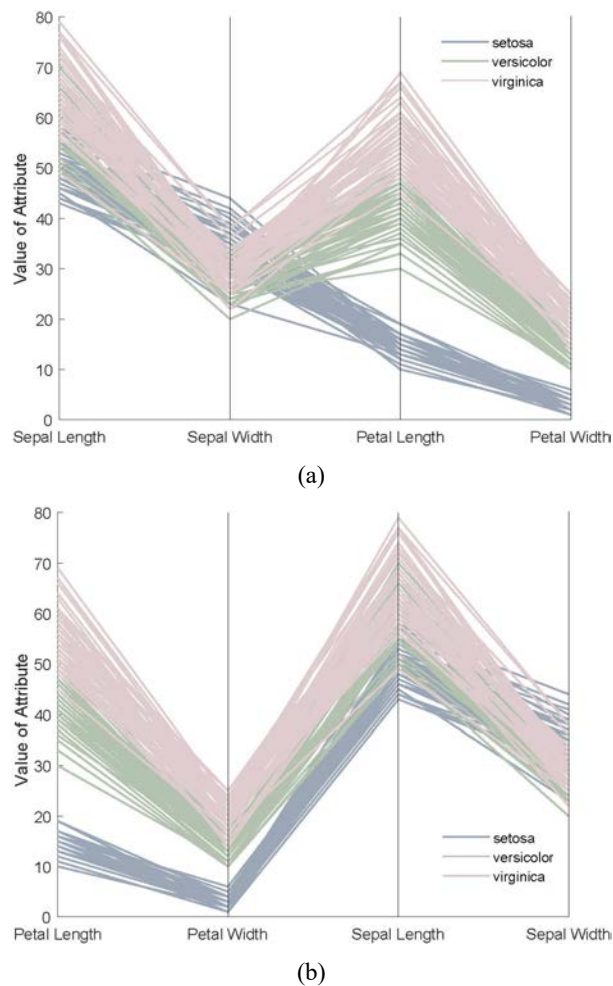 80
70
60
50
40
30
20
10
0
Value of Attribute
setosa
versicolor
virginica
Sepal Length Sepal Width Petal Length Petal Width
(a)
80
70
60
50
40
30
20
10
0
Value of Attribute
setosa
versicolor
virginica
Petal Length Petal Width Sepal Length Sepal Width
(b)